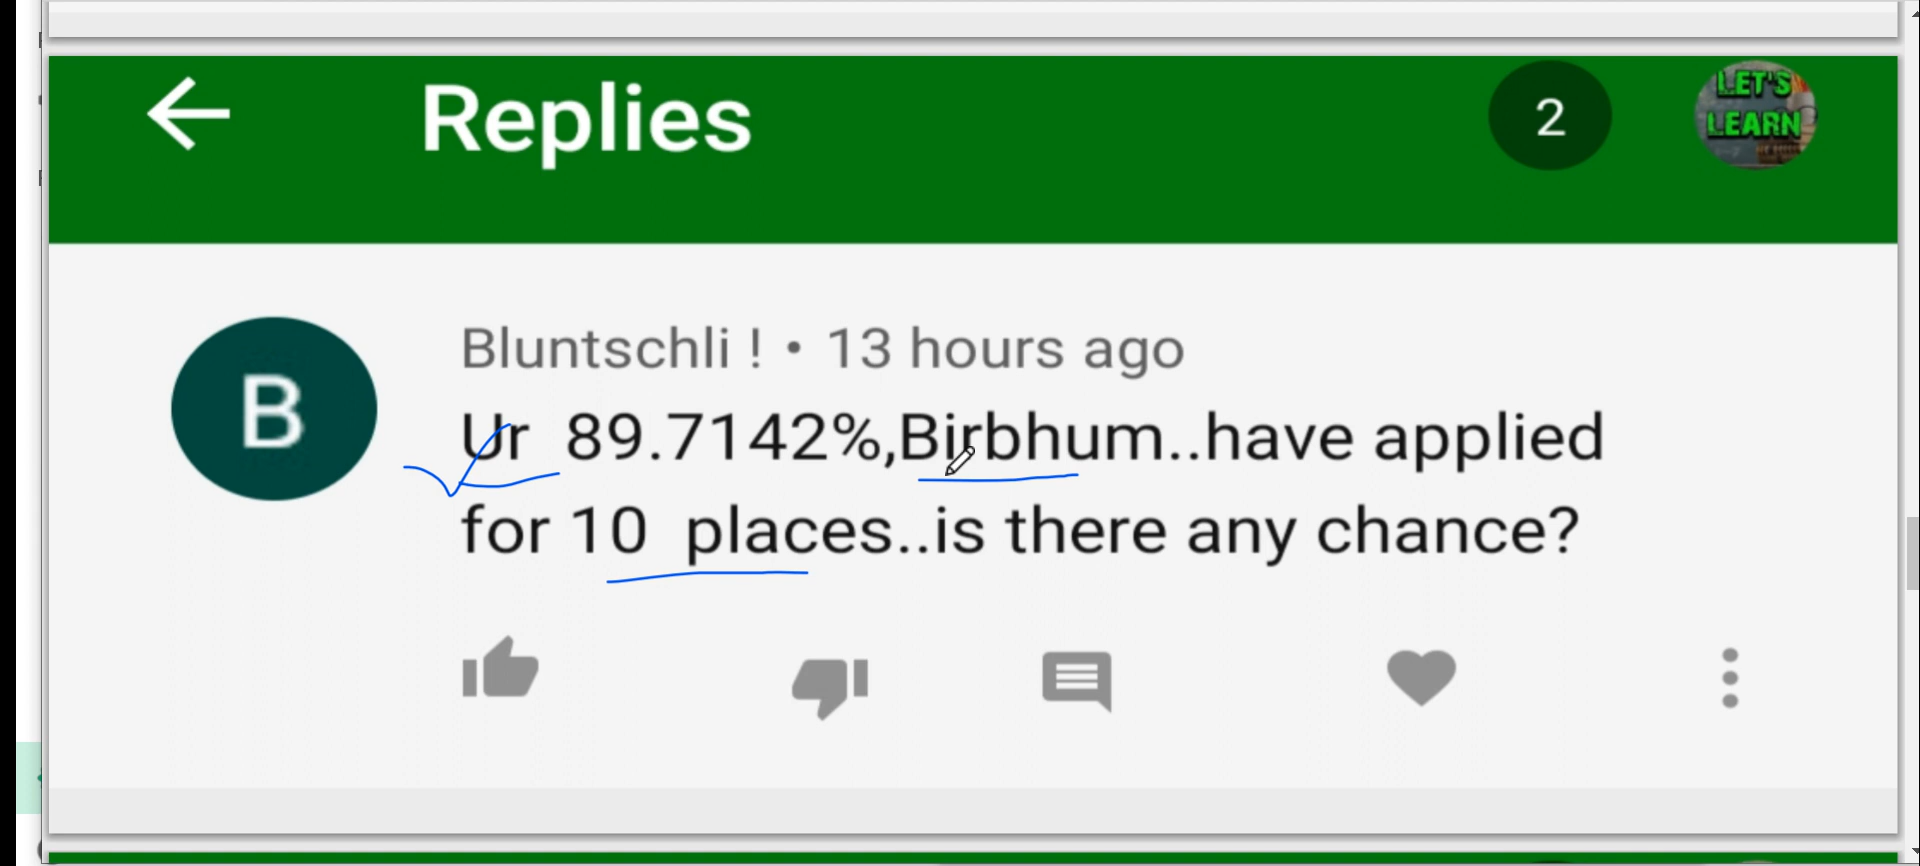 Replies
2
LET'S
LEARN
B
Bluntschli ! • 13 hours ago
Ur 89.7142%,Birbhum..have applied
for 10 places..is there any chance?